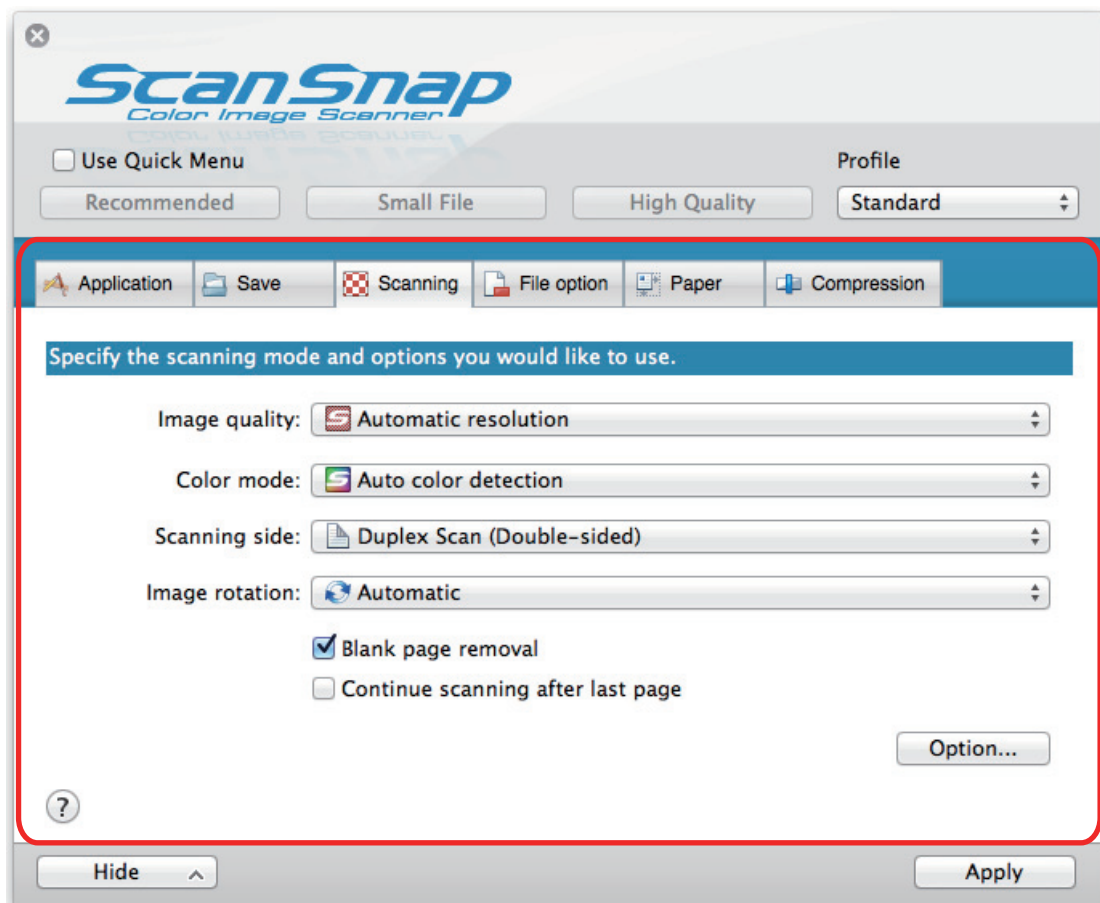 ScanSnap
Color Image Scanner
Use Quick Menu
Profile
Recommended Small File High Quality Standard
Application Save Scanning File option Paper Compression
Specify the scanning mode and options you would like to use.
Image quality: Automatic resolution
Color mode: Auto color detection
Scanning side: Duplex Scan (Double-sided)
Image rotation: Automatic
Blank page removal
Continue scanning after last page
Option...
?
Hide Apply